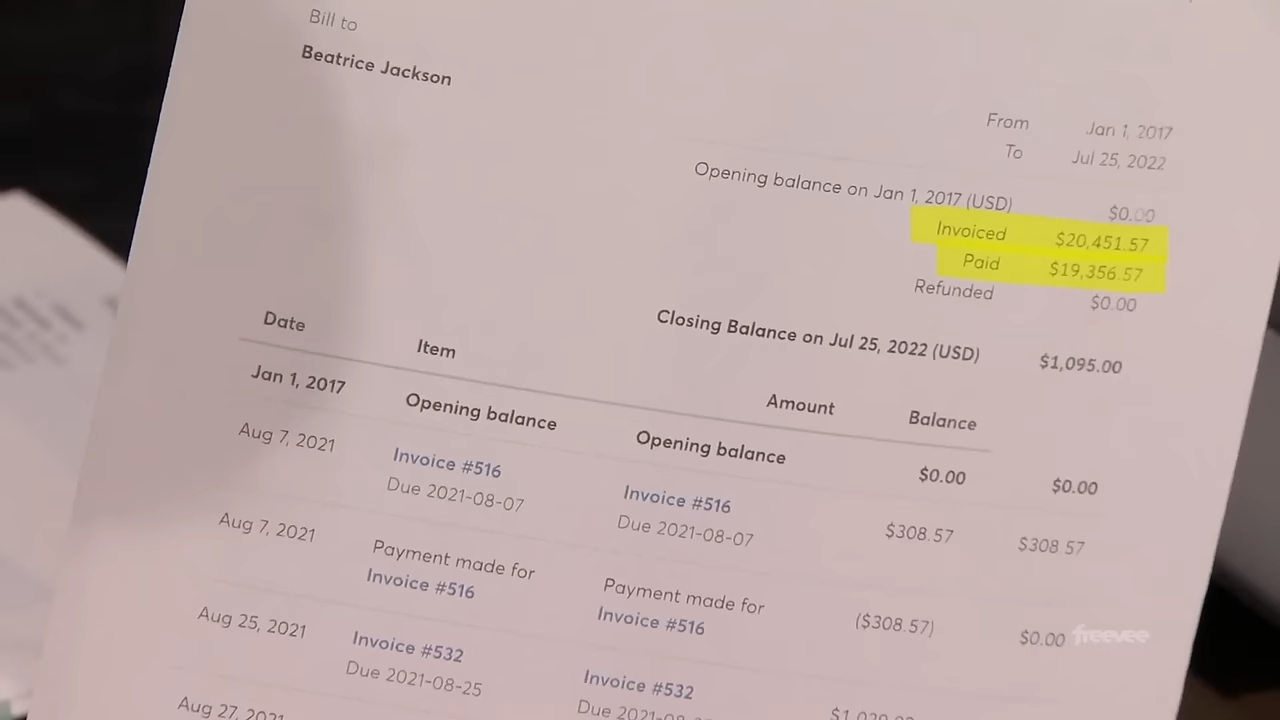 Bill to
Beatrice Jackson
From Jan 1, 2017
To Jul 25, 2022
Opening balance on Jan 1, 2017 (USD) $0.00
Invoiced $20,451.57
Paid $19,356.57
Refunded $0.00
Closing Balance on Jul 25, 2022 (USD) $1,095.00
Date Item Amount Balance
Jan 1, 2017 Opening balance Opening balance $0.00 $0.00
Aug 7, 2021 Invoice #516 Invoice #516 $308.57 $308.57
Due 2021-08-07 Due 2021-08-07
Aug 7, 2021 Payment made for Payment made for ($308.57) $0.00
Invoice #516 Invoice #516
Aug 25, 2021 Invoice #532 Invoice #532
Due 2021-08-25 Due
Aug 27, 2021
freevee